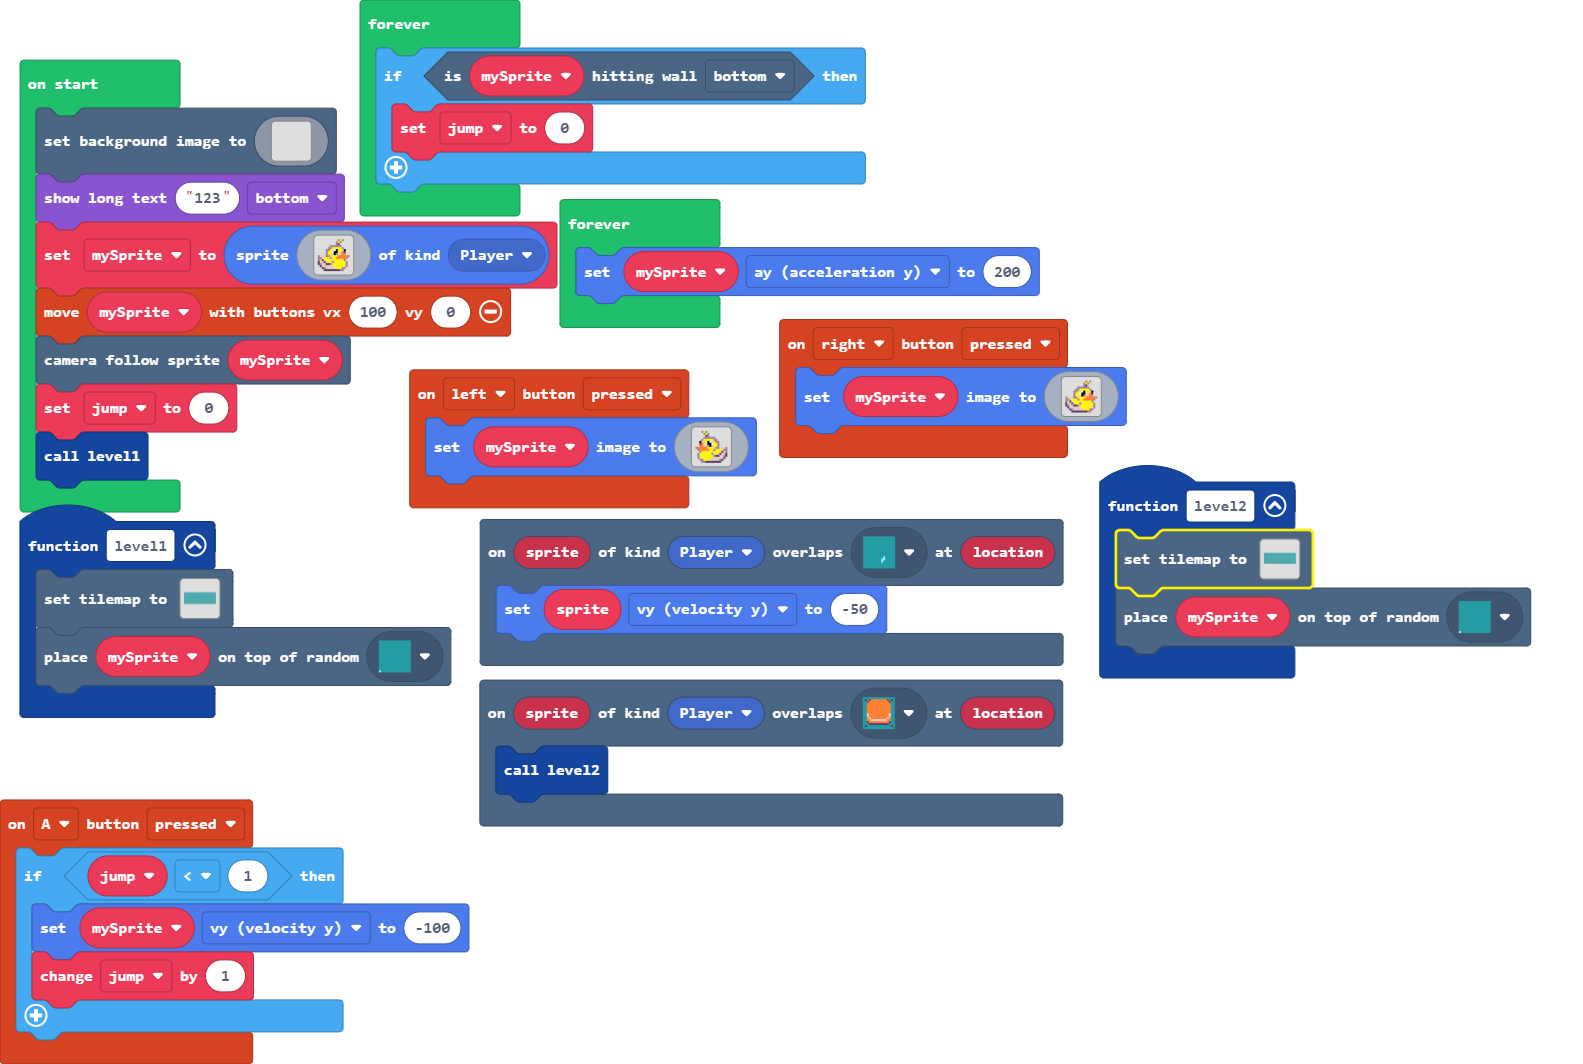 forever
if is mySprite hitting wall bottom then
set jump to 0
on start
set background image to
show long text "123" bottom
set mySprite to sprite of kind Player
move mySprite with buttons vx 100 vy 0
camera follow sprite mySprite
set jump to 0
call level1
forever
set mySprite ay (acceleration y) to 200
on right button pressed
set mySprite image to
on left button pressed
set mySprite image to
function level1
set tilemap to
place mySprite on top of random
on sprite of kind Player overlaps at location
set sprite vy (velocity y) to -50
function level2
set tilemap to
place mySprite on top of random
on sprite of kind Player overlaps at location
call level2
on A button pressed
if jump < 1 then
set mySprite vy (velocity y) to -100
change jump by 1